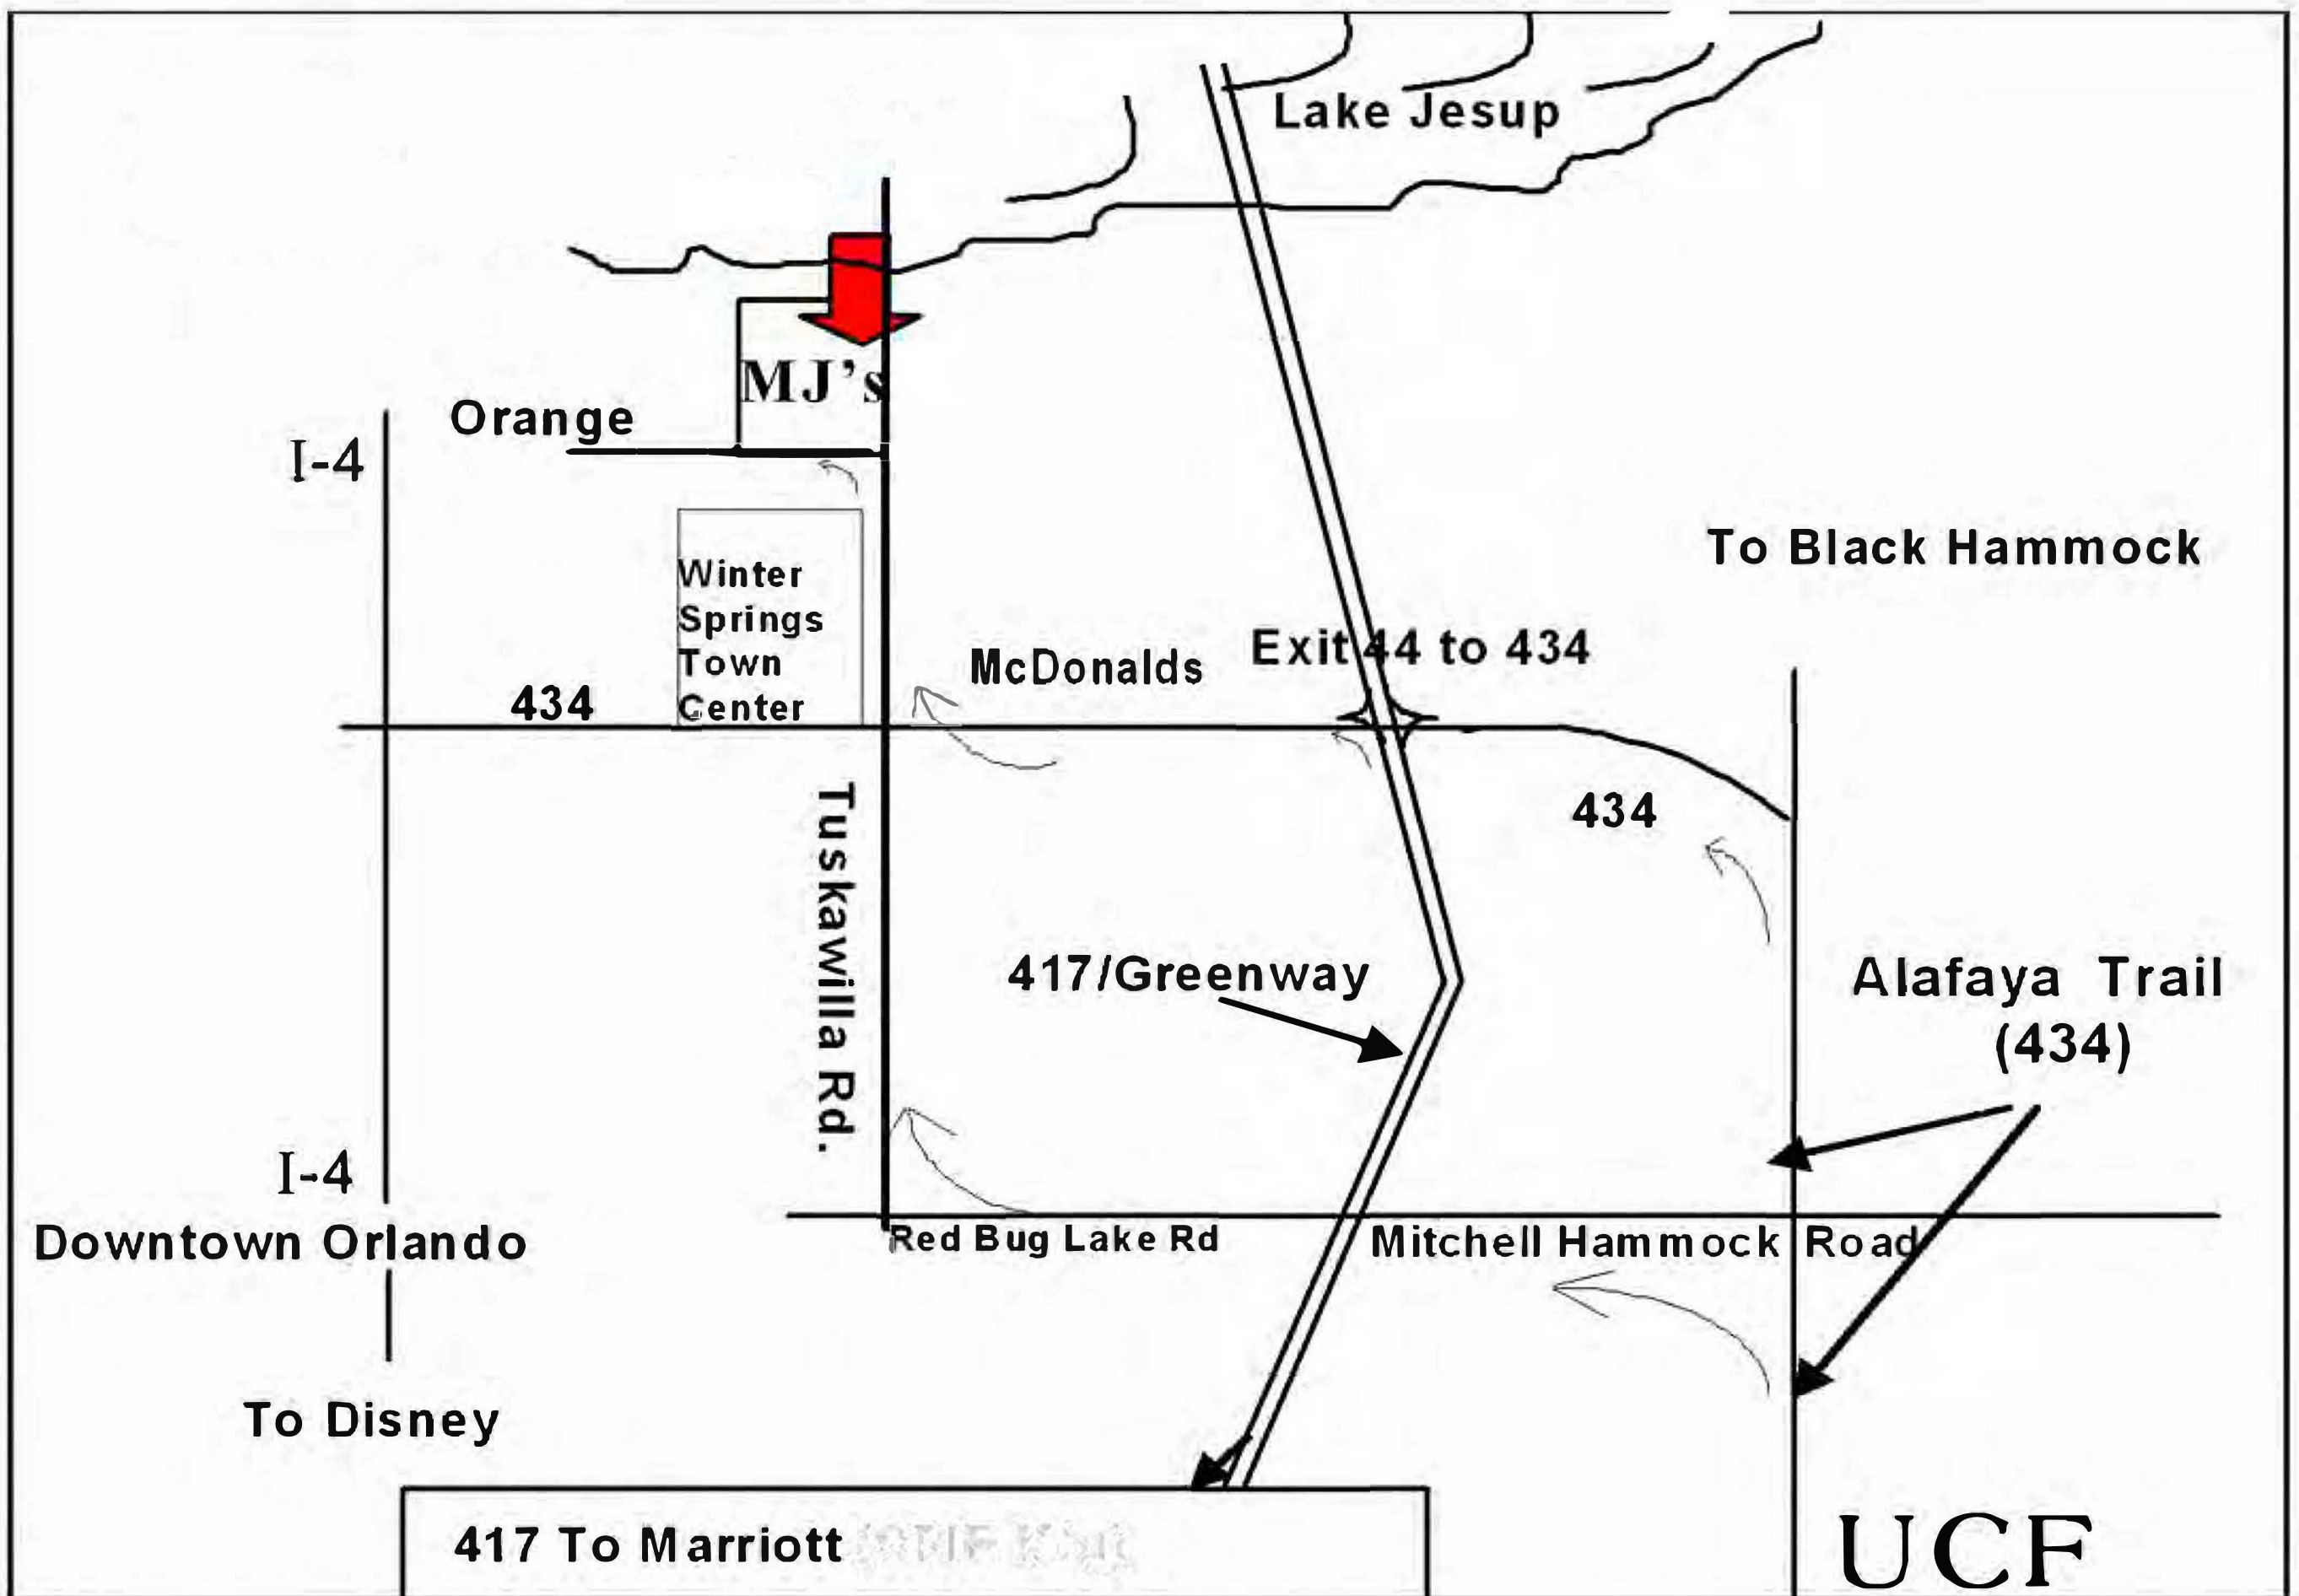 Lake Jesup
MJ's
Orange
I-4
To Black Hammock
Winter
Springs
Town
Center
McDonalds
Exit 44 to 434
434
434
Tuskawilla Rd.
417/Greenway
Alafaya Trail
(434)
I-4
Downtown Orlando
Red Bug Lake Rd
Mitchell Hammock Road
To Disney
417 To Marriott
UCF